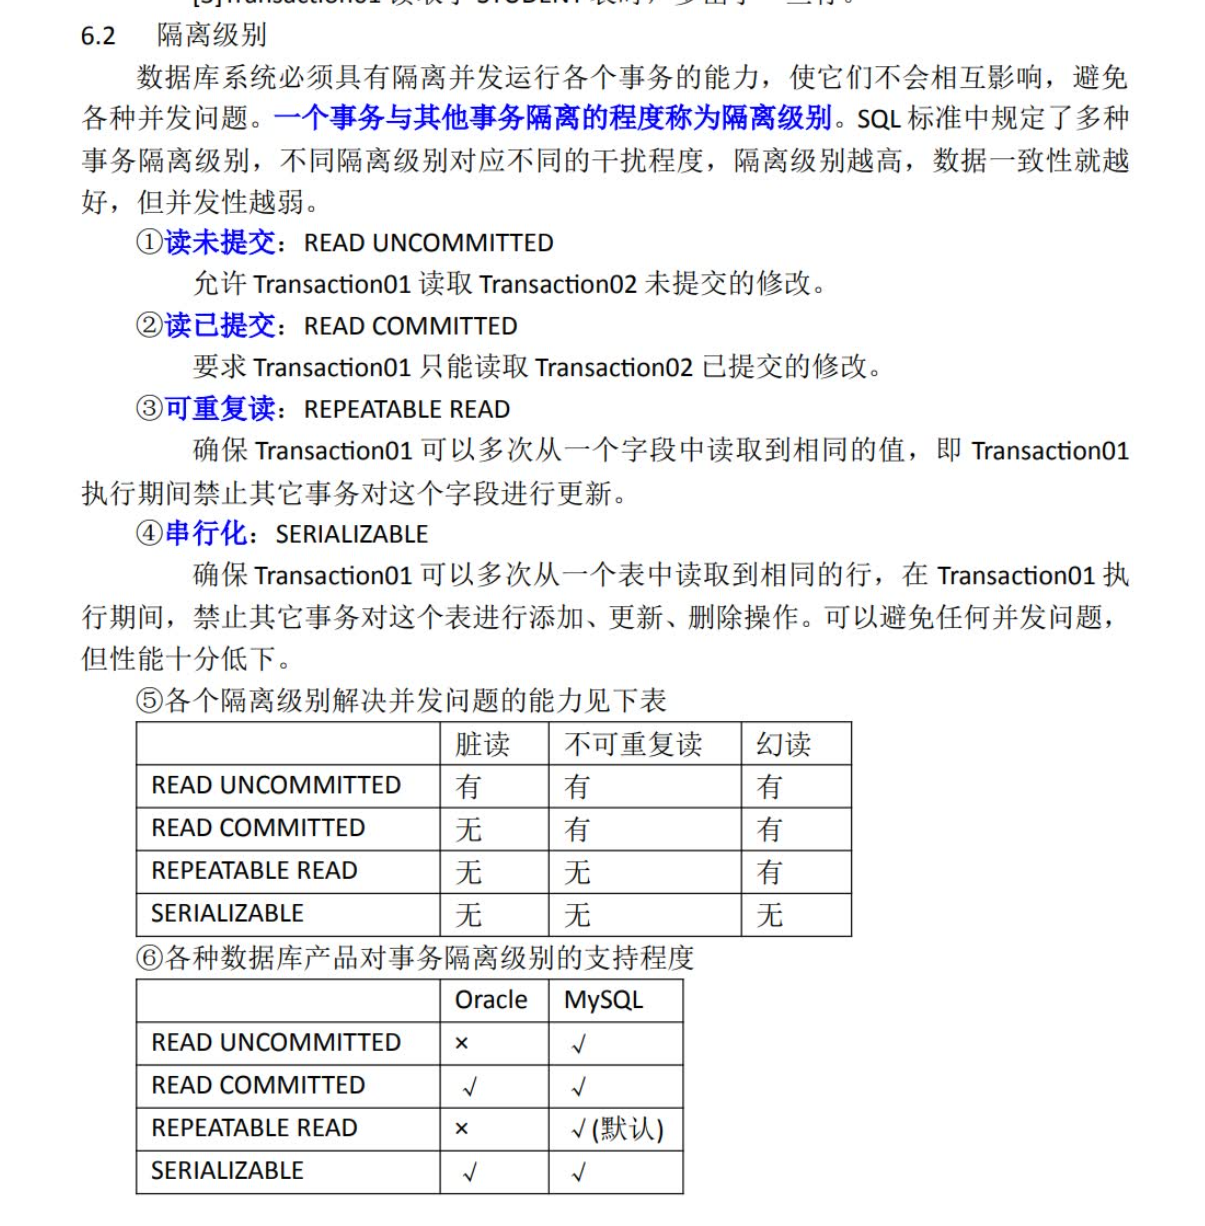 6.2 隔离级别
数据库系统必须具有隔离并发运行各个事务的能力，使它们不会相互影响，避免
各种并发问题。一个事务与其他事务隔离的程度称为隔离级别。SQL 标准中规定了多种
事务隔离级别，不同隔离级别对应不同的干扰程度，隔离级别越高，数据一致性就越
好，但并发性越弱。
①读未提交：READ UNCOMMITTED
允许 Transaction01 读取 Transaction02 未提交的修改。
②读已提交：READ COMMITTED
要求 Transaction01 只能读取 Transaction02 已提交的修改。
③可重复读：REPEATABLE READ
确保 Transaction01 可以多次从一个字段中读取到相同的值，即 Transaction01
执行期间禁止其它事务对这个字段进行更新。
④串行化：SERIALIZABLE
确保 Transaction01 可以多次从一个表中读取到相同的行，在 Transaction01 执
行期间，禁止其它事务对这个表进行添加、更新、删除操作。可以避免任何并发问题，
但性能十分低下。
⑤各个隔离级别解决并发问题的能力见下表
脏读 不可重复读 幻读
READ UNCOMMITTED 有 有 有
READ COMMITTED 无 有 有
REPEATABLE READ 无 无 有
SERIALIZABLE 无 无 无
⑥各种数据库产品对事务隔离级别的支持程度
Oracle MySQL
READ UNCOMMITTED × √
READ COMMITTED √ √
REPEATABLE READ × √(默认)
SERIALIZABLE √ √